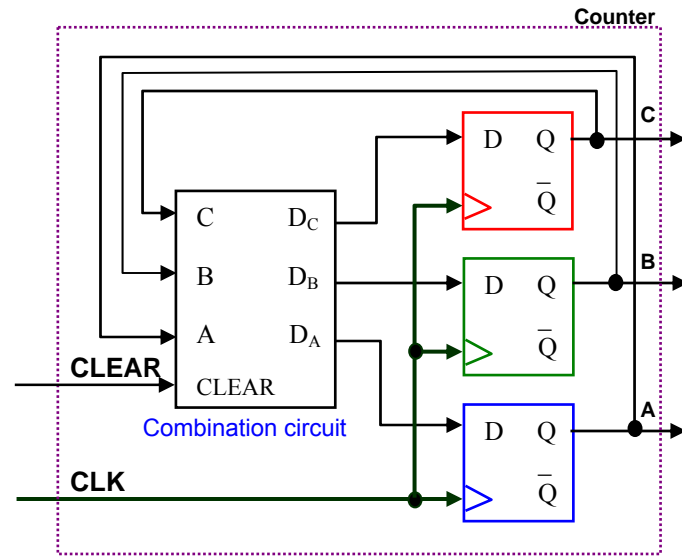 Counter
C
D Q
Q̅
C D_C
B D_B
A D_A
CLEAR
CLEAR
Combination circuit
B
D Q
Q̅
A
D Q
Q̅
CLK